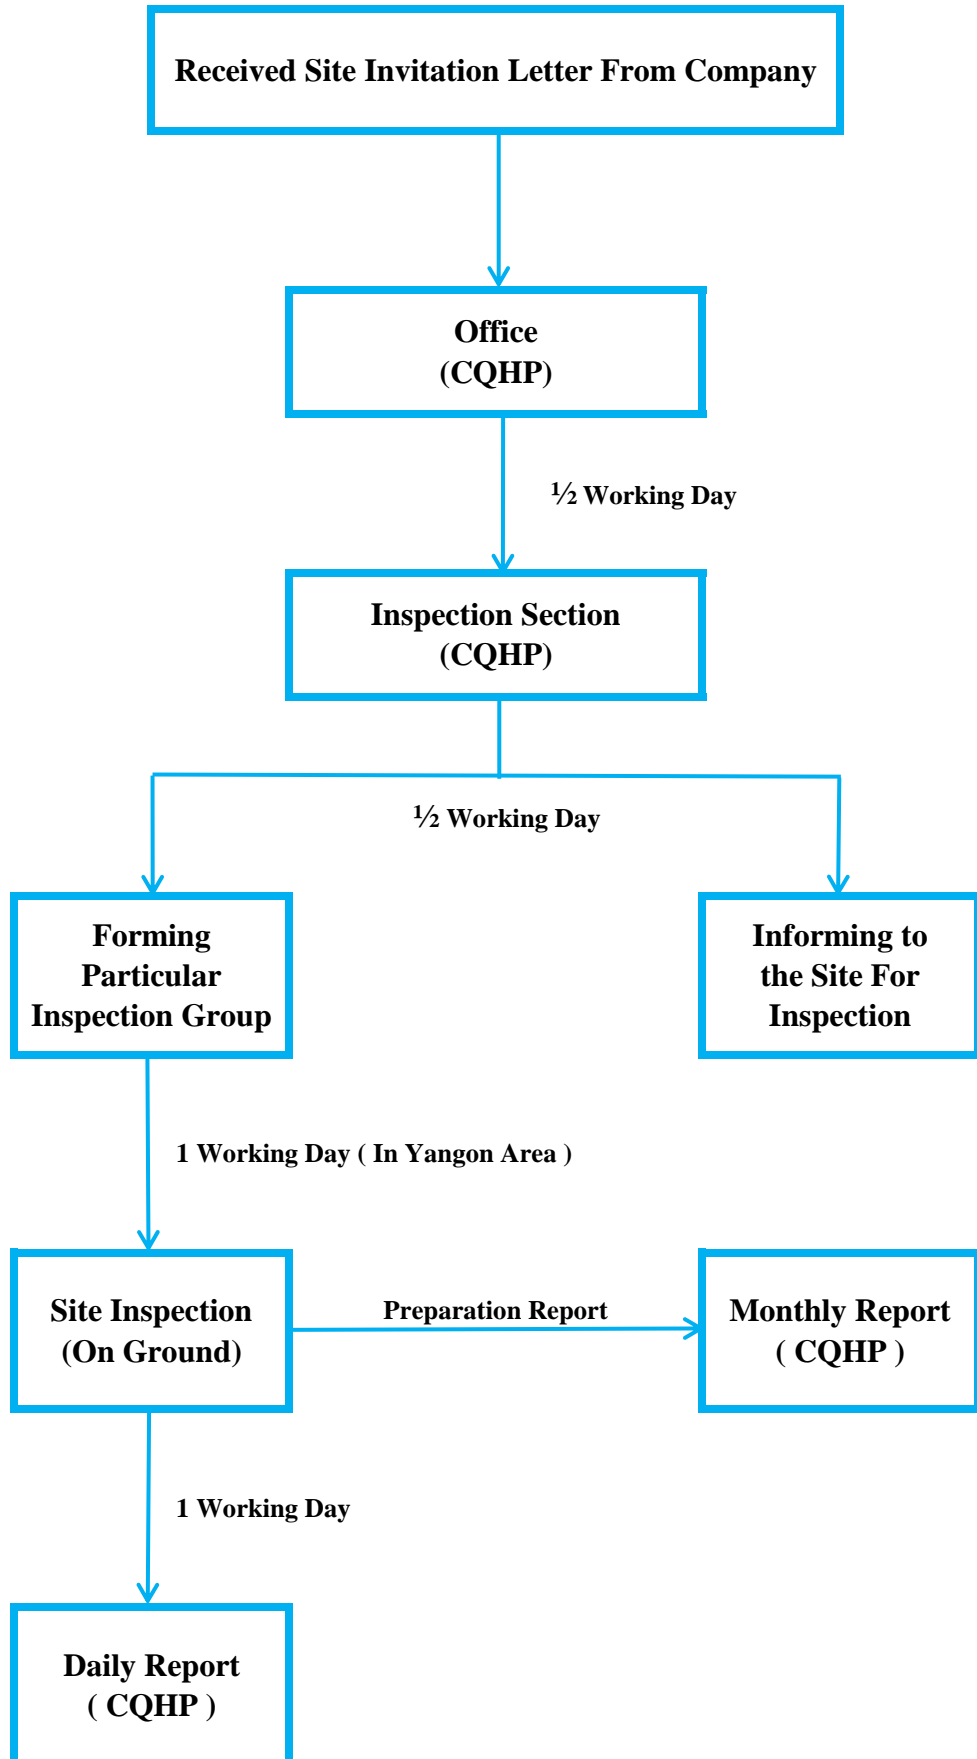 Received Site Invitation Letter From Company
Office
(CQHP)
½ Working Day
Inspection Section
(CQHP)
½ Working Day
Forming
Particular
Inspection Group
Informing to
the Site For
Inspection
1 Working Day ( In Yangon Area )
Site Inspection
(On Ground)
Preparation Report
Monthly Report
( CQHP )
1 Working Day
Daily Report
( CQHP )